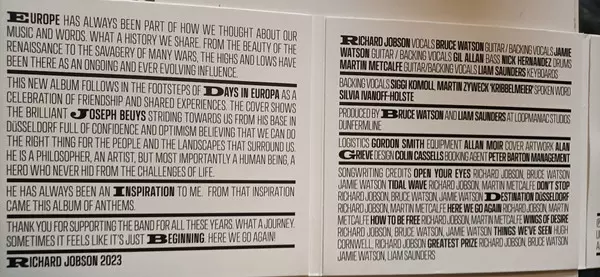 EUROPE HAS ALWAYS BEEN PART OF HOW WE THOUGHT ABOUT OUR
MUSIC AND WORDS. WHAT A HISTORY WE SHARE. FROM THE BEAUTY OF THE
RENAISSANCE TO THE SAVAGERY OF MANY WARS, THE HIGHS AND LOWS HAVE
BEEN THERE AS AN ONGOING AND EVER EVOLVING INFLUENCE.
THIS NEW ALBUM FOLLOWS IN THE FOOTSTEPS OF DAYS IN EUROPA AS A
CELEBRATION OF FRIENDSHIP AND SHARED EXPERIENCES. THE COVER SHOWS
THE BRILLIANT JOSEPH BEUYS STRIDING TOWARDS US FROM HIS BASE IN
DÜSSELDORF FULL OF CONFIDENCE AND OPTIMISM BELIEVING THAT WE CAN DO
THE RIGHT THING FOR THE PEOPLE AND THE LANDSCAPES THAT SURROUND US.
HE IS A PHILOSOPHER, AN ARTIST, BUT MOST IMPORTANTLY A HUMAN BEING, A
HERO WHO NEVER HID FROM THE CHALLENGES OF LIFE.
HE HAS ALWAYS BEEN AN INSPIRATION TO ME. FROM THAT INSPIRATION
CAME THIS ALBUM OF ANTHEMS.
THANK YOU FOR SUPPORTING THE BAND FOR ALL THESE YEARS. WHAT A JOURNEY.
SOMETIMES IT FEELS LIKE IT'S JUST BEGINNING. HERE WE GO AGAIN!
RICHARD JOBSON 2023
RICHARD JOBSON VOCALS BRUCE WATSON GUITAR / BACKING VOCALS JAMIE
WATSON GUITAR/BACKING VOCALS GIL ALLAN BASS NICK HERNANDEZ DRUMS
MARTIN METCALFE GUITAR/BACKING VOCALS LIAM SAUNDERS KEYBOARDS
BACKING VOCALS SIGGI KOMOLL MARTIN ZYWECK 'KRIBBELMEIER' SPOKEN WORD
SILVIA IVANOFF-HOLSTE
PRODUCED BY BRUCE WATSON AND LIAM SAUNDERS AT LOOPMANIAC STUDIOS
DUNFERMLINE
LOGISTICS GORDON SMITH EQUIPMENT ALLAN MOIR COVER ARTWORK ALAN
GRIEVE DESIGN COLIN CASSELLS BOOKING AGENT PETER BARTON MANAGEMENT
SONGWRITING CREDITS OPEN YOUR EYES RICHARD JOBSON, BRUCE WATSON,
JAMIE WATSON TIDAL WAVE RICHARD JOBSON, MARTIN METCALFE DON'T STOP
RICHARD JOBSON, BRUCE WATSON, JAMIE WATSON DESTINATION DÜSSELDORF
RICHARD JOBSON, MARTIN METCALFE HERE WE GO AGAIN RICHARD JOBSON, MARTIN
METCALFE HOW TO BE FREE RICHARD JOBSON, MARTIN METCALFE WINGS OF DESIRE
RICHARD JOBSON, BRUCE WATSON, JAMIE WATSON THINGS WE'VE SEEN HUGH
CORNWELL, RICHARD JOBSON GREATEST PRIZE RICHARD JOBSON, BRUCE WATSON,
JAMIE WATSON, LIAM SAUNDERS